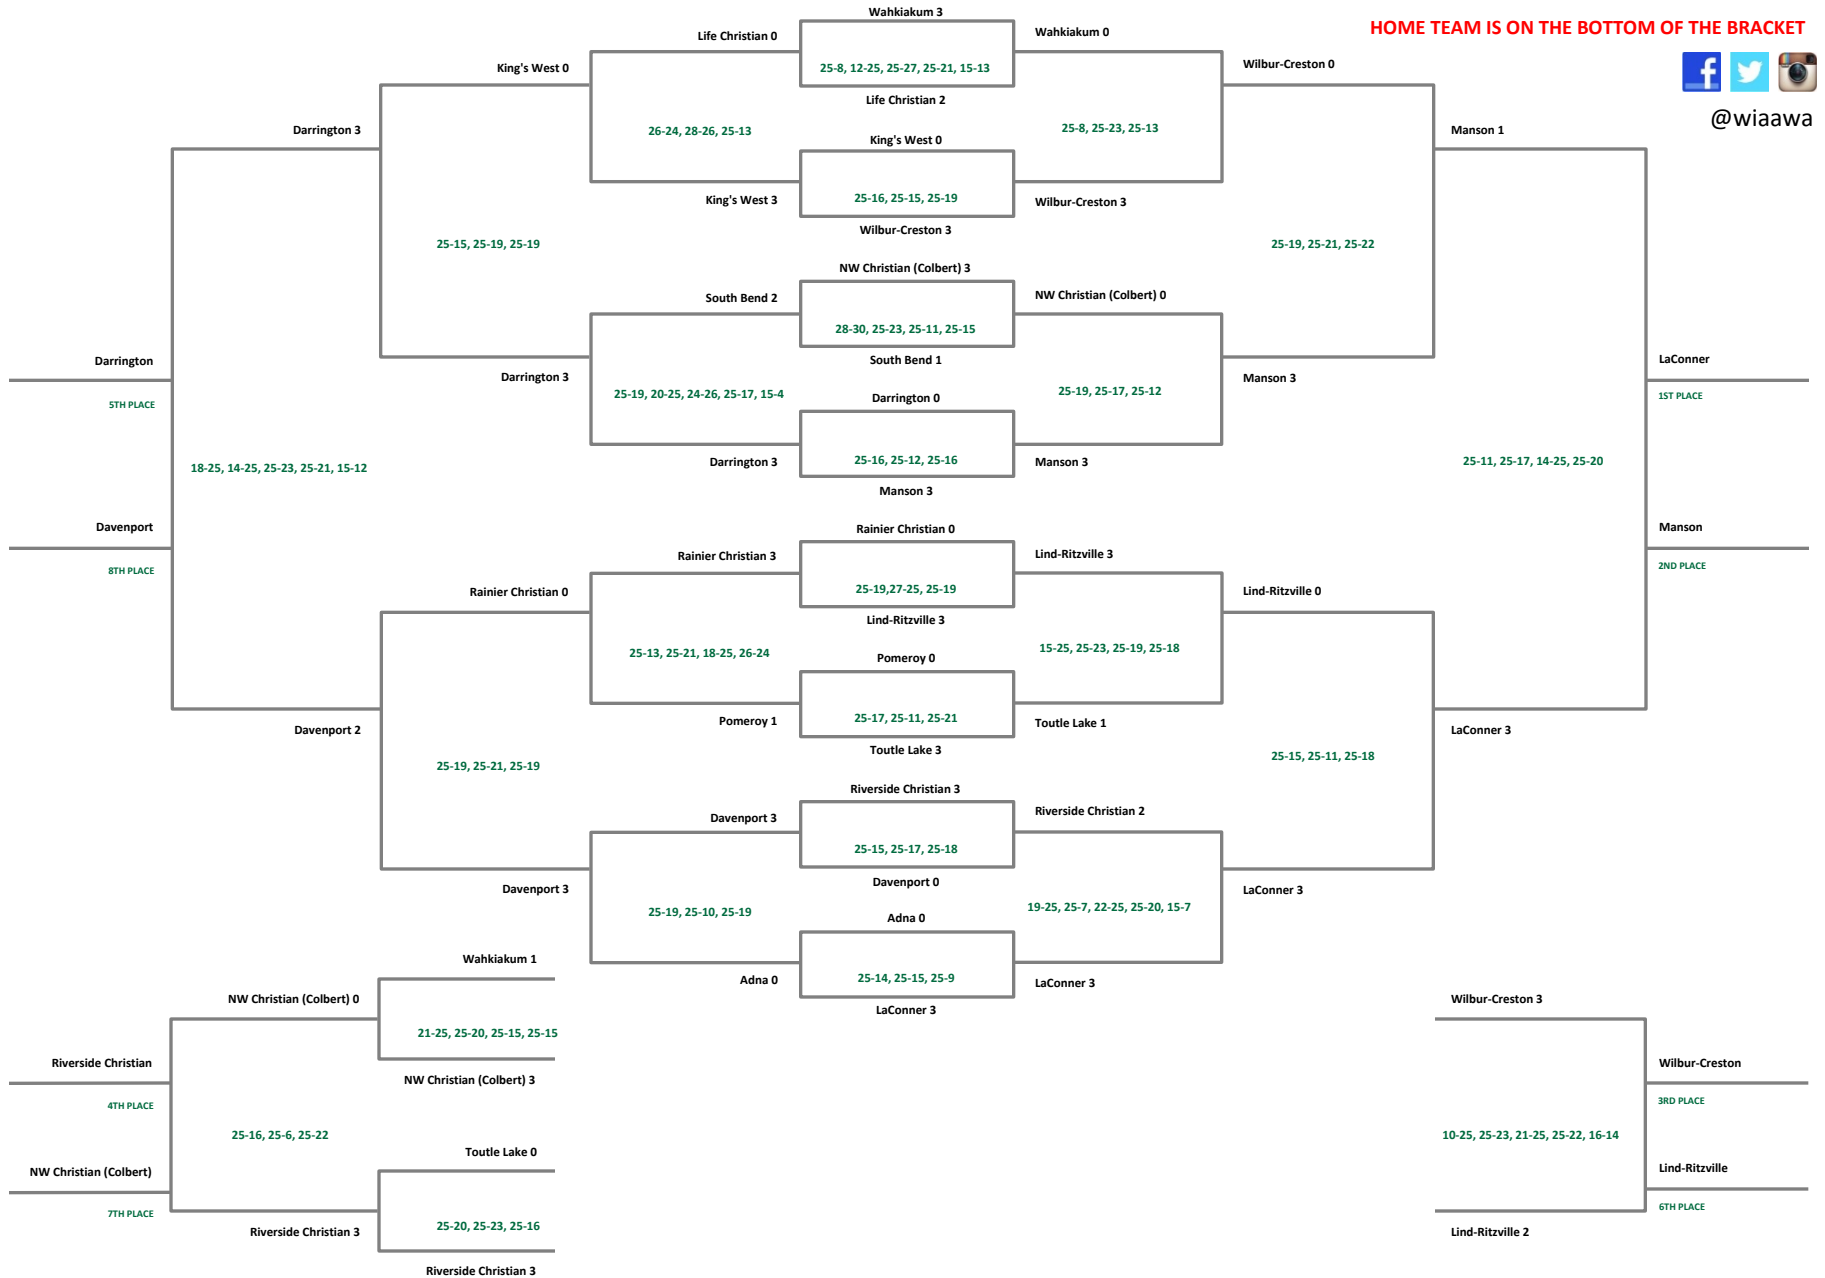 Wahkiakum 3
HOME TEAM IS ON THE BOTTOM OF THE BRACKET
Life Christian 0
Wahkiakum 0
King's West 0
25-8, 12-25, 25-27, 25-21, 15-13
Wilbur-Creston 0
Life Christian 2
@wiaawa
Darrington 3
26-24, 28-26, 25-13
25-8, 25-23, 25-13
Manson 1
King's West 0
King's West 3
25-16, 25-15, 25-19
Wilbur-Creston 3
Wilbur-Creston 3
25-15, 25-19, 25-19
25-19, 25-21, 25-22
NW Christian (Colbert) 3
South Bend 2
NW Christian (Colbert) 0
28-30, 25-23, 25-11, 25-15
Darrington
South Bend 1
LaConner
Darrington 3
Manson 3
25-19, 20-25, 24-26, 25-17, 15-4
25-19, 25-17, 25-12
5TH PLACE
Darrington 0
1ST PLACE
Darrington 3
25-16, 25-12, 25-16
Manson 3
18-25, 14-25, 25-23, 25-21, 15-12
25-11, 25-17, 14-25, 25-20
Manson 3
Davenport
Rainier Christian 0
Manson
Rainier Christian 3
Lind-Ritzville 3
8TH PLACE
2ND PLACE
Rainier Christian 0
25-19,27-25, 25-19
Lind-Ritzville 0
Lind-Ritzville 3
25-13, 25-21, 18-25, 26-24
15-25, 25-23, 25-19, 25-18
Pomeroy 0
Davenport 2
Pomeroy 1
25-17, 25-11, 25-21
Toutle Lake 1
LaConner 3
Toutle Lake 3
25-19, 25-21, 25-19
25-15, 25-11, 25-18
Riverside Christian 3
Davenport 3
Riverside Christian 2
25-15, 25-17, 25-18
Davenport 3
Davenport 0
LaConner 3
25-19, 25-10, 25-19
19-25, 25-7, 22-25, 25-20, 15-7
Adna 0
Wahkiakum 1
Adna 0
25-14, 25-15, 25-9
LaConner 3
NW Christian (Colbert) 0
LaConner 3
Wilbur-Creston 3
21-25, 25-20, 25-15, 25-15
Riverside Christian
Wilbur-Creston
NW Christian (Colbert) 3
4TH PLACE
3RD PLACE
25-16, 25-6, 25-22
10-25, 25-23, 21-25, 25-22, 16-14
Toutle Lake 0
NW Christian (Colbert)
Lind-Ritzville
7TH PLACE
6TH PLACE
Riverside Christian 3
25-20, 25-23, 25-16
Lind-Ritzville 2
Riverside Christian 3